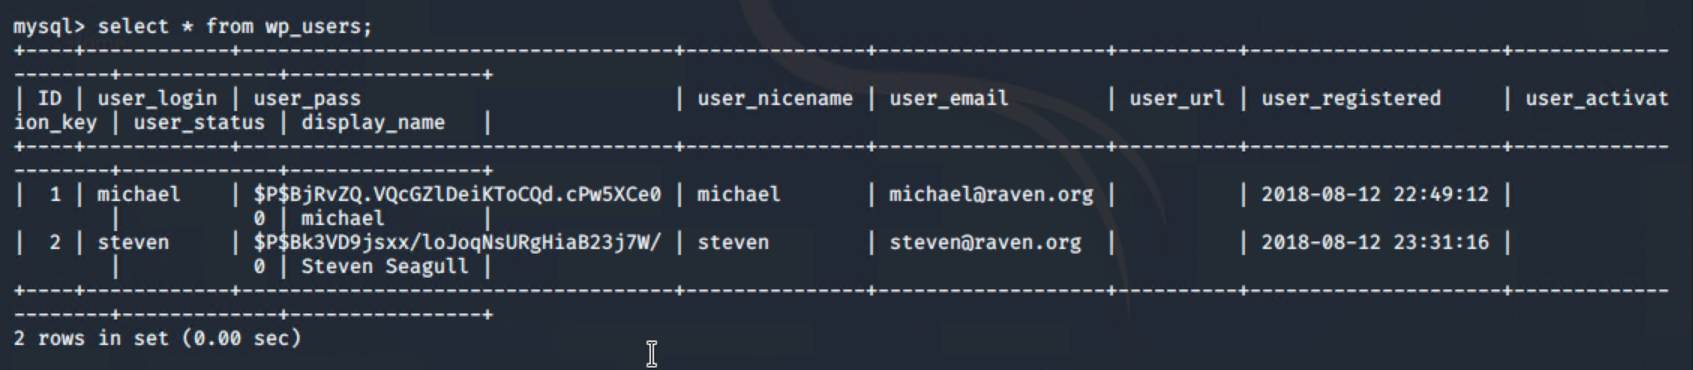 mysql> select * from wp_users;
+----+------------+------------------------------------+---------------+-------------------+----------+---------------------+-------------
--------+-------------+----------------+
| ID | user_login | user_pass                          | user_nicename | user_email        | user_url | user_registered     | user_activat
ion_key | user_status | display_name   |
+----+------------+------------------------------------+---------------+-------------------+----------+---------------------+-------------
--------+-------------+----------------+
|  1 | michael    | $P$BjRvZQ.VQcGZlDeiKToCQd.cPw5XCe0 | michael       | michael@raven.org |          | 2018-08-12 22:49:12 |
        |           0 | michael        |
|  2 | steven     | $P$Bk3VD9jsxx/loJoqNsURgHiaB23j7W/ | steven        | steven@raven.org  |          | 2018-08-12 23:31:16 |
        |           0 | Steven Seagull |
+----+------------+------------------------------------+---------------+-------------------+----------+---------------------+-------------
--------+-------------+----------------+
2 rows in set (0.00 sec)